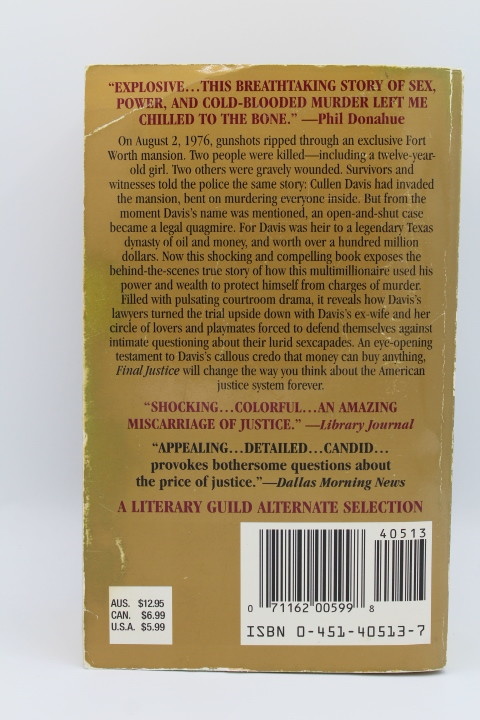 “EXPLOSIVE...THIS BREATHTAKING STORY OF SEX,
POWER, AND COLD-BLOODED MURDER LEFT ME
CHILLED TO THE BONE.” —Phil Donahue
On August 2, 1976, gunshots ripped through an exclusive Fort
Worth mansion. Two people were killed—including a twelve-year-
old girl. Two others were gravely wounded. Survivors and
witnesses told the police the same story: Cullen Davis had invaded
the mansion, bent on murdering everyone inside. But from the
moment Davis's name was mentioned, an open-and-shut case
became a legal quagmire. For Davis was heir to a legendary Texas
dynasty of oil and money, and worth over a hundred million
dollars. Now this shocking and compelling book exposes the
behind-the-scenes true story of how this multimillionaire used his
power and wealth to protect himself from charges of murder.
Filled with pulsating courtroom drama, it reveals how Davis's
lawyers turned the trial upside down with Davis's ex-wife and her
circle of lovers and playmates forced to defend themselves against
intimate questioning about their lurid sexcapades. An eye-opening
testament to Davis's callous credo that money can buy anything,
Final Justice will change the way you think about the American
justice system forever.
“SHOCKING...COLORFUL...AN AMAZING
MISCARRIAGE OF JUSTICE.” —Library Journal
“APPEALING...DETAILED...CANDID...
provokes bothersome questions about
the price of justice.”—Dallas Morning News
A LITERARY GUILD ALTERNATE SELECTION
40513
0 71162 00599 8
ISBN 0-451-40513-7
AUS. $12.95
CAN. $6.99
U.S.A. $5.99